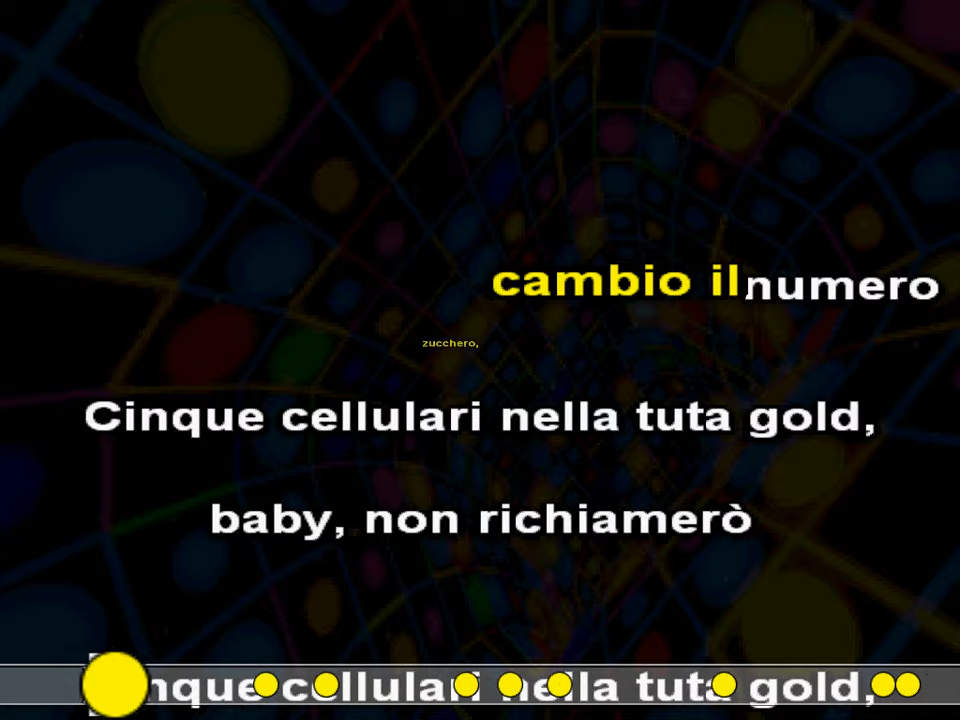 cambio il numero
zucchero,
Cinque cellulari nella tuta gold,
baby, non richiamerò
nque cellulari nella tuta gold,